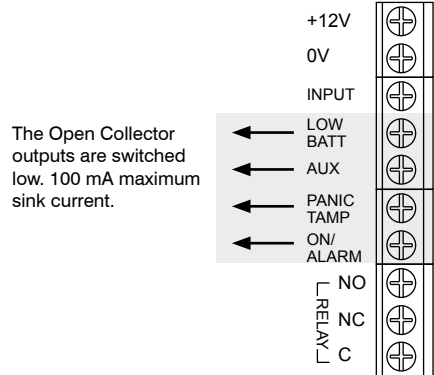 +12V
0V
INPUT
The Open Collector
outputs are switched
low. 100 mA maximum
sink current.
LOW
BATT
AUX
PANIC
TAMP
ON/
ALARM
RELAY
NO
NC
C